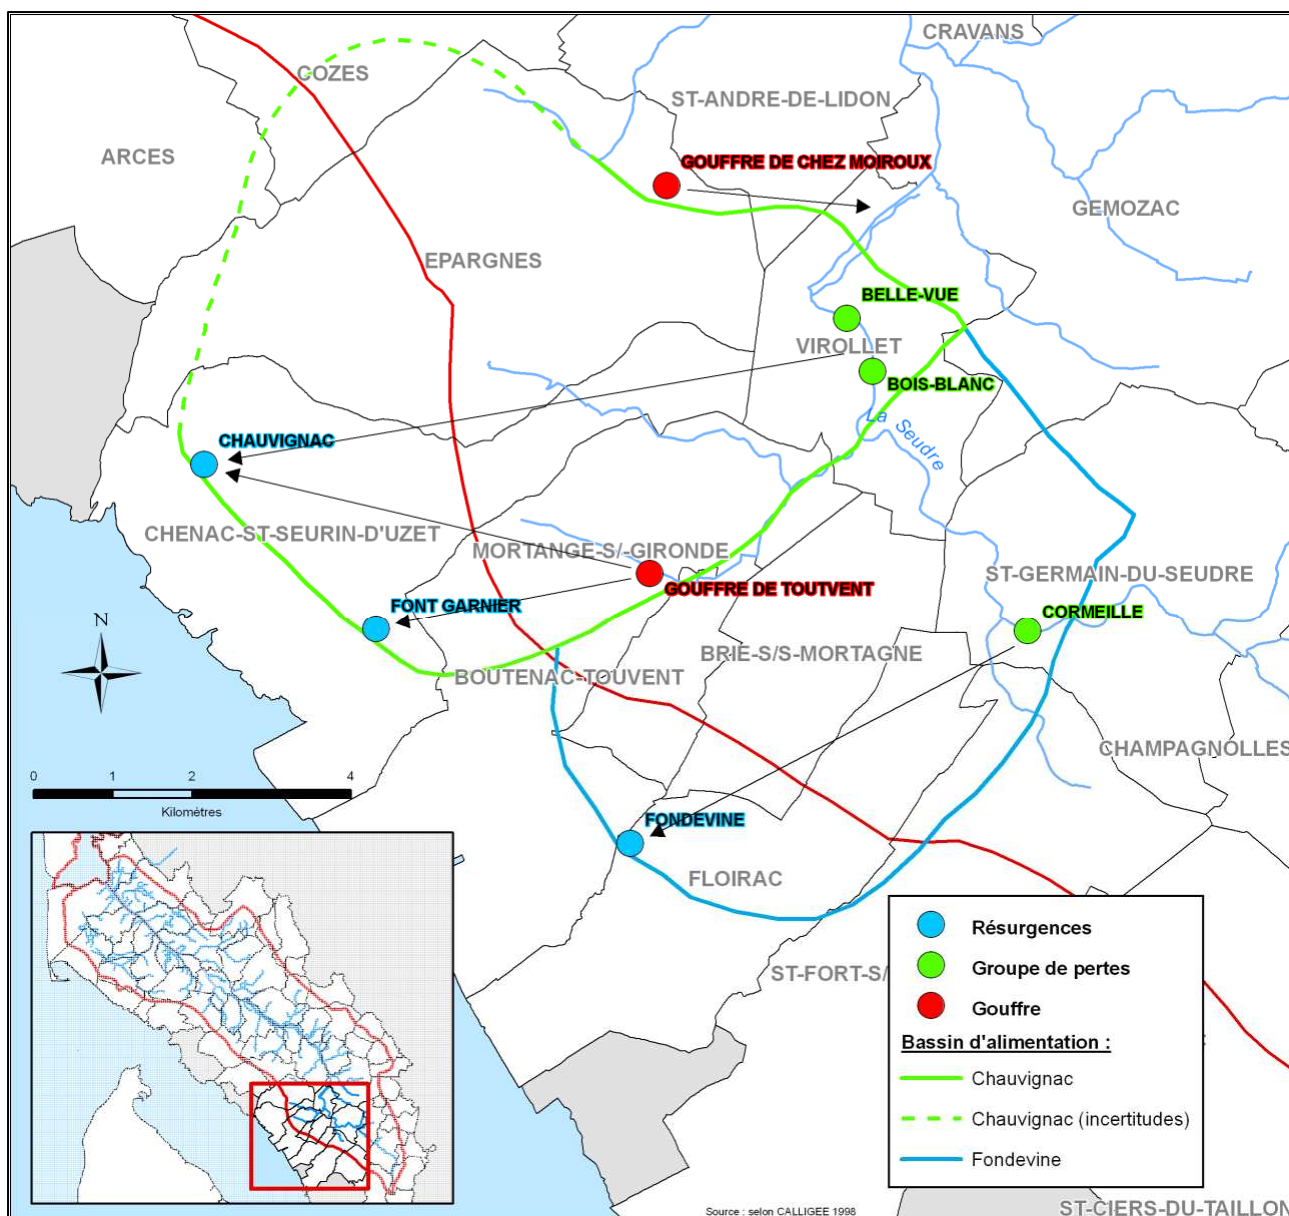 CRAVANS
COZES
ST-ANDRE-DE-LIDON
ARCES
GOUFFRE DE CHEZ MOIROUX
GEMOZAC
EPARGNES
BELLE-VUE
VIROLLET
BOIS-BLANC
La Seudre
CHAUVIGNAC
CHENAC-ST-SEURIN-D'UZET
MORTANGE-S/-GIRONDE
GOUFFRE DE TOUTVENT
ST-GERMAIN-DU-SEUDRE
FONT GARNIER
CORMEILLE
N
BRIE-S/S-MORTAGNE
BOUTENAC-TOUVENT
CHAMPAGNOLLES
0 1 2 4
Kilomètres
FONDEVINE
FLOIRAC
ST-FORT-S/
Résurgences
Groupe de pertes
Gouffre
Bassin d'alimentation :
Chauvignac
Chauvignac (incertitudes)
Fondevine
Source : selon CALLIGEE 1998
ST-CIERS-DU-TAILLON